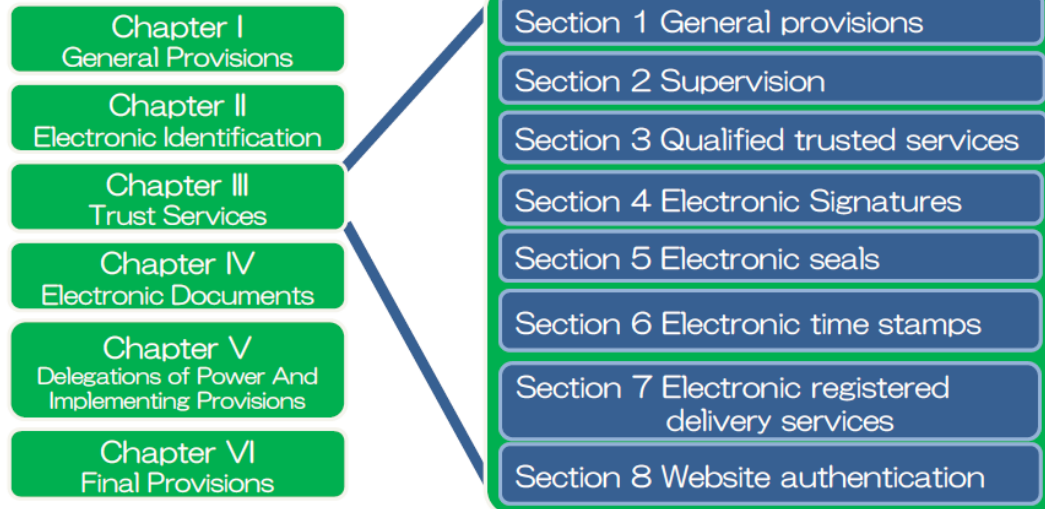 Chapter Ⅰ
General Provisions
Chapter Ⅱ
Electronic Identification
Chapter Ⅲ
Trust Services
Chapter Ⅳ
Electronic Documents
Chapter Ⅴ
Delegations of Power And
Implementing Provisions
Chapter Ⅵ
Final Provisions
Section 1 General provisions
Section 2 Supervision
Section 3 Qualified trusted services
Section 4 Electronic Signatures
Section 5 Electronic seals
Section 6 Electronic time stamps
Section 7 Electronic registered
delivery services
Section 8 Website authentication